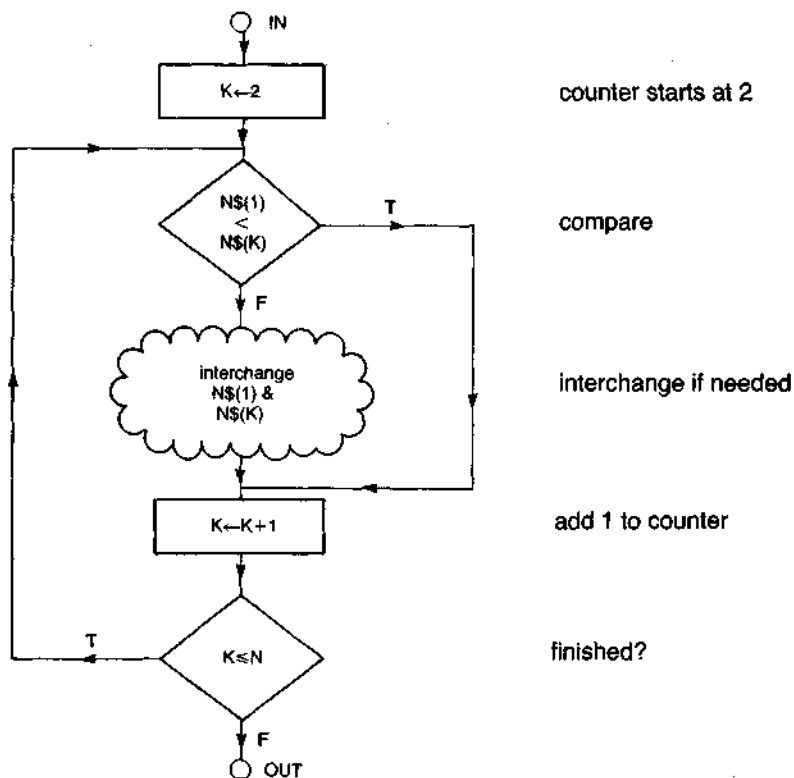 IN
K←2
counter starts at 2
N$(1)
<
N$(K)
T
compare
F
interchange
N$(1) &
N$(K)
interchange if needed
K←K+1
add 1 to counter
T
K≤N
finished?
F
OUT